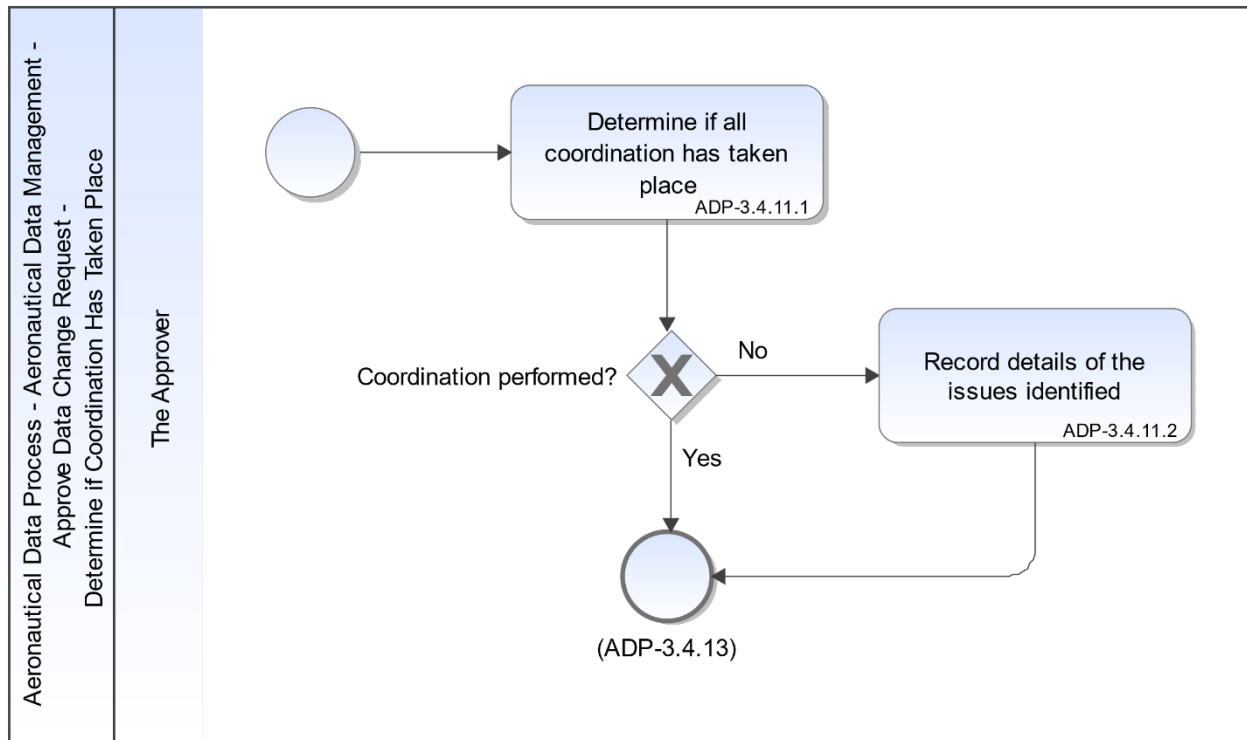 Aeronautical Data Process - Aeronautical Data Management -
Approve Data Change Request -
Determine if Coordination Has Taken Place
The Approver
Determine if all
coordination has taken
place
ADP-3.4.11.1
Coordination performed?
No
Record details of the
issues identified
ADP-3.4.11.2
Yes
(ADP-3.4.13)